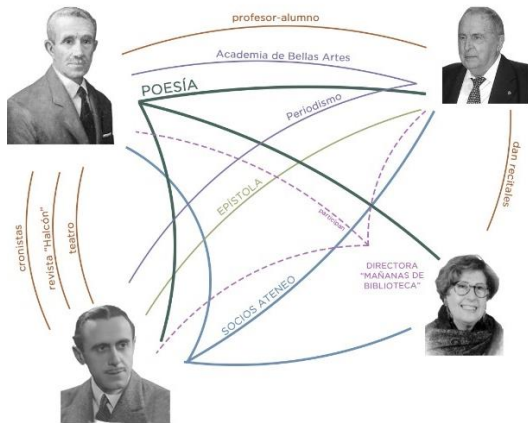 profesor-alumno
Academia de Bellas Artes
POESÍA
Periodismo
EPÍSTOLA
participan
dan recitales
cronistas
revista "Halcón"
teatro
SOCIOS ATENEO
DIRECTORA
"MAÑANAS DE
BIBLIOTECA"